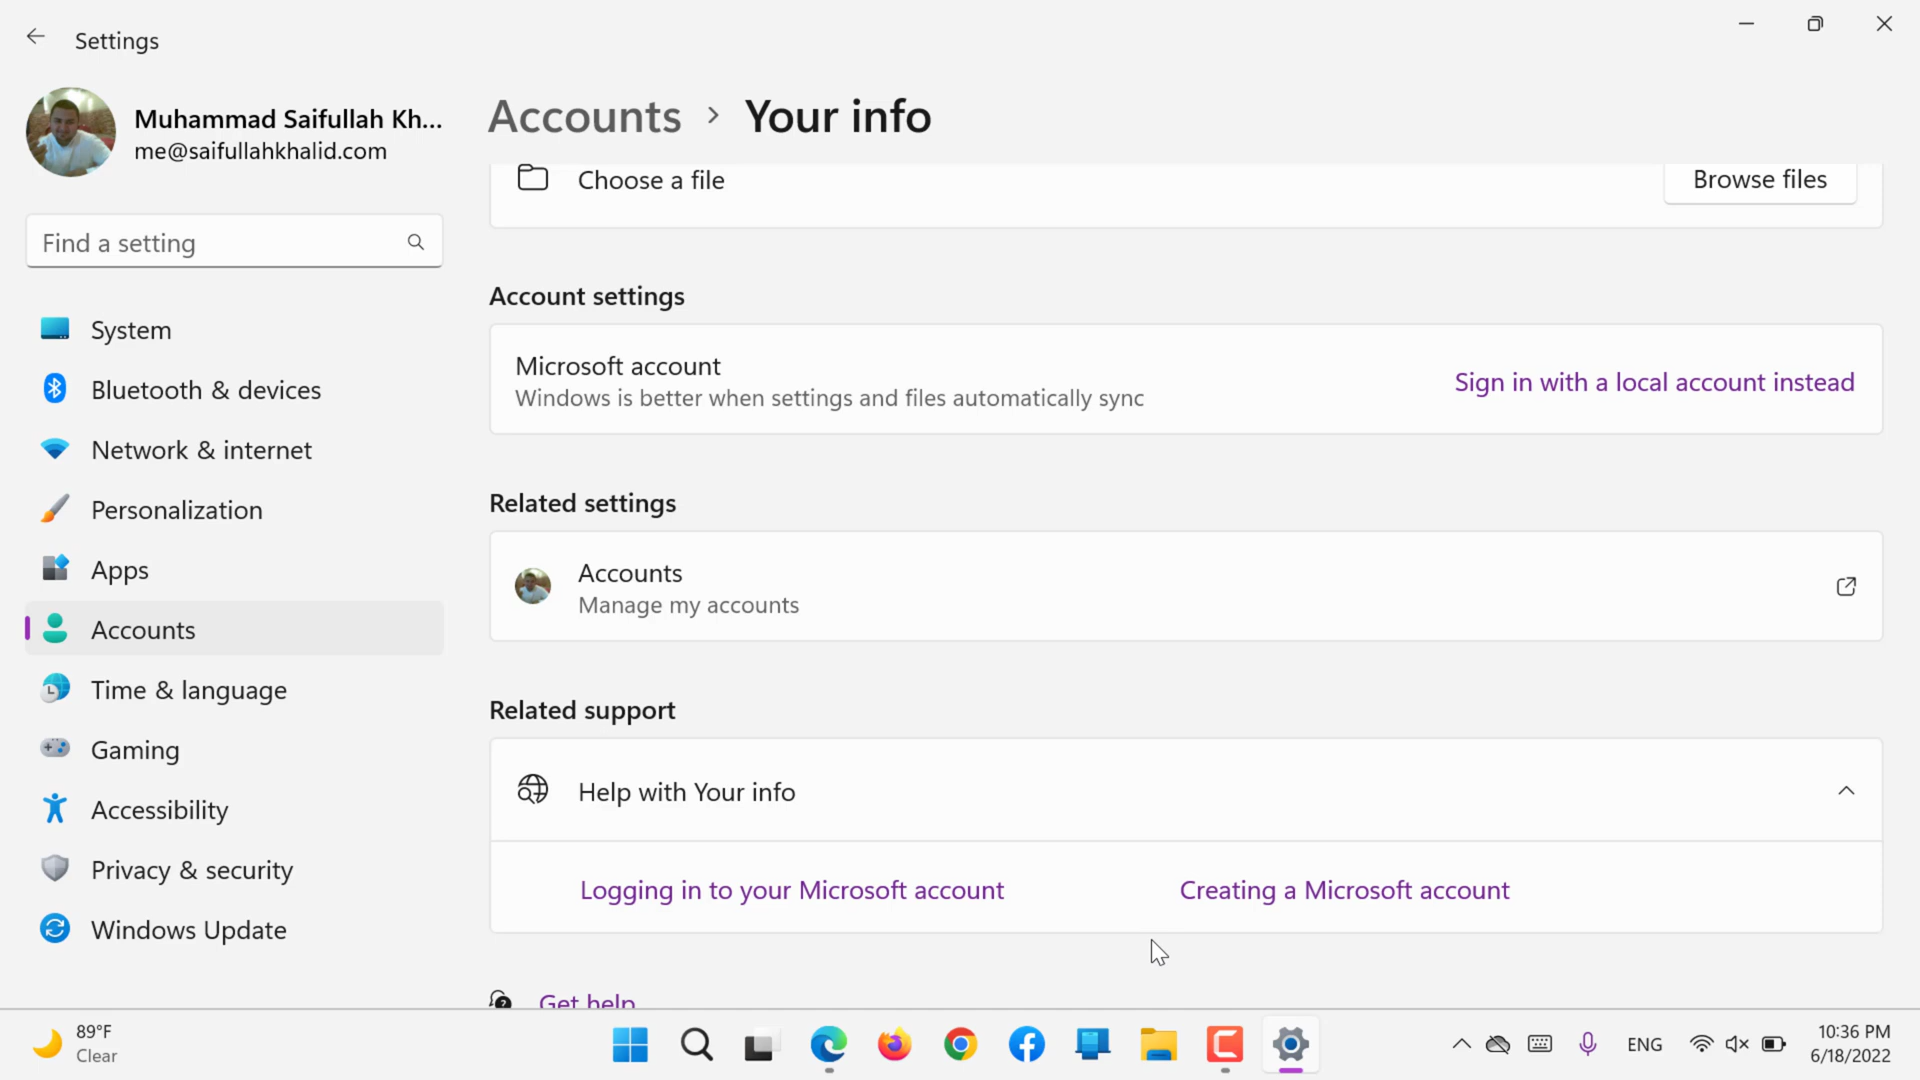 Settings
Muhammad Saifullah Kh...
me@saifullahkhalid.com
Find a setting
System
Bluetooth & devices
Network & internet
Personalization
Apps
Accounts
Time & language
Gaming
Accessibility
Privacy & security
Windows Update
Accounts > Your info
Choose a file
Browse files
Account settings
Microsoft account
Windows is better when settings and files automatically sync
Sign in with a local account instead
Related settings
Accounts
Manage my accounts
Related support
Help with Your info
Logging in to your Microsoft account
Creating a Microsoft account
Get help
89°F
Clear
ENG
10:36 PM
6/18/2022